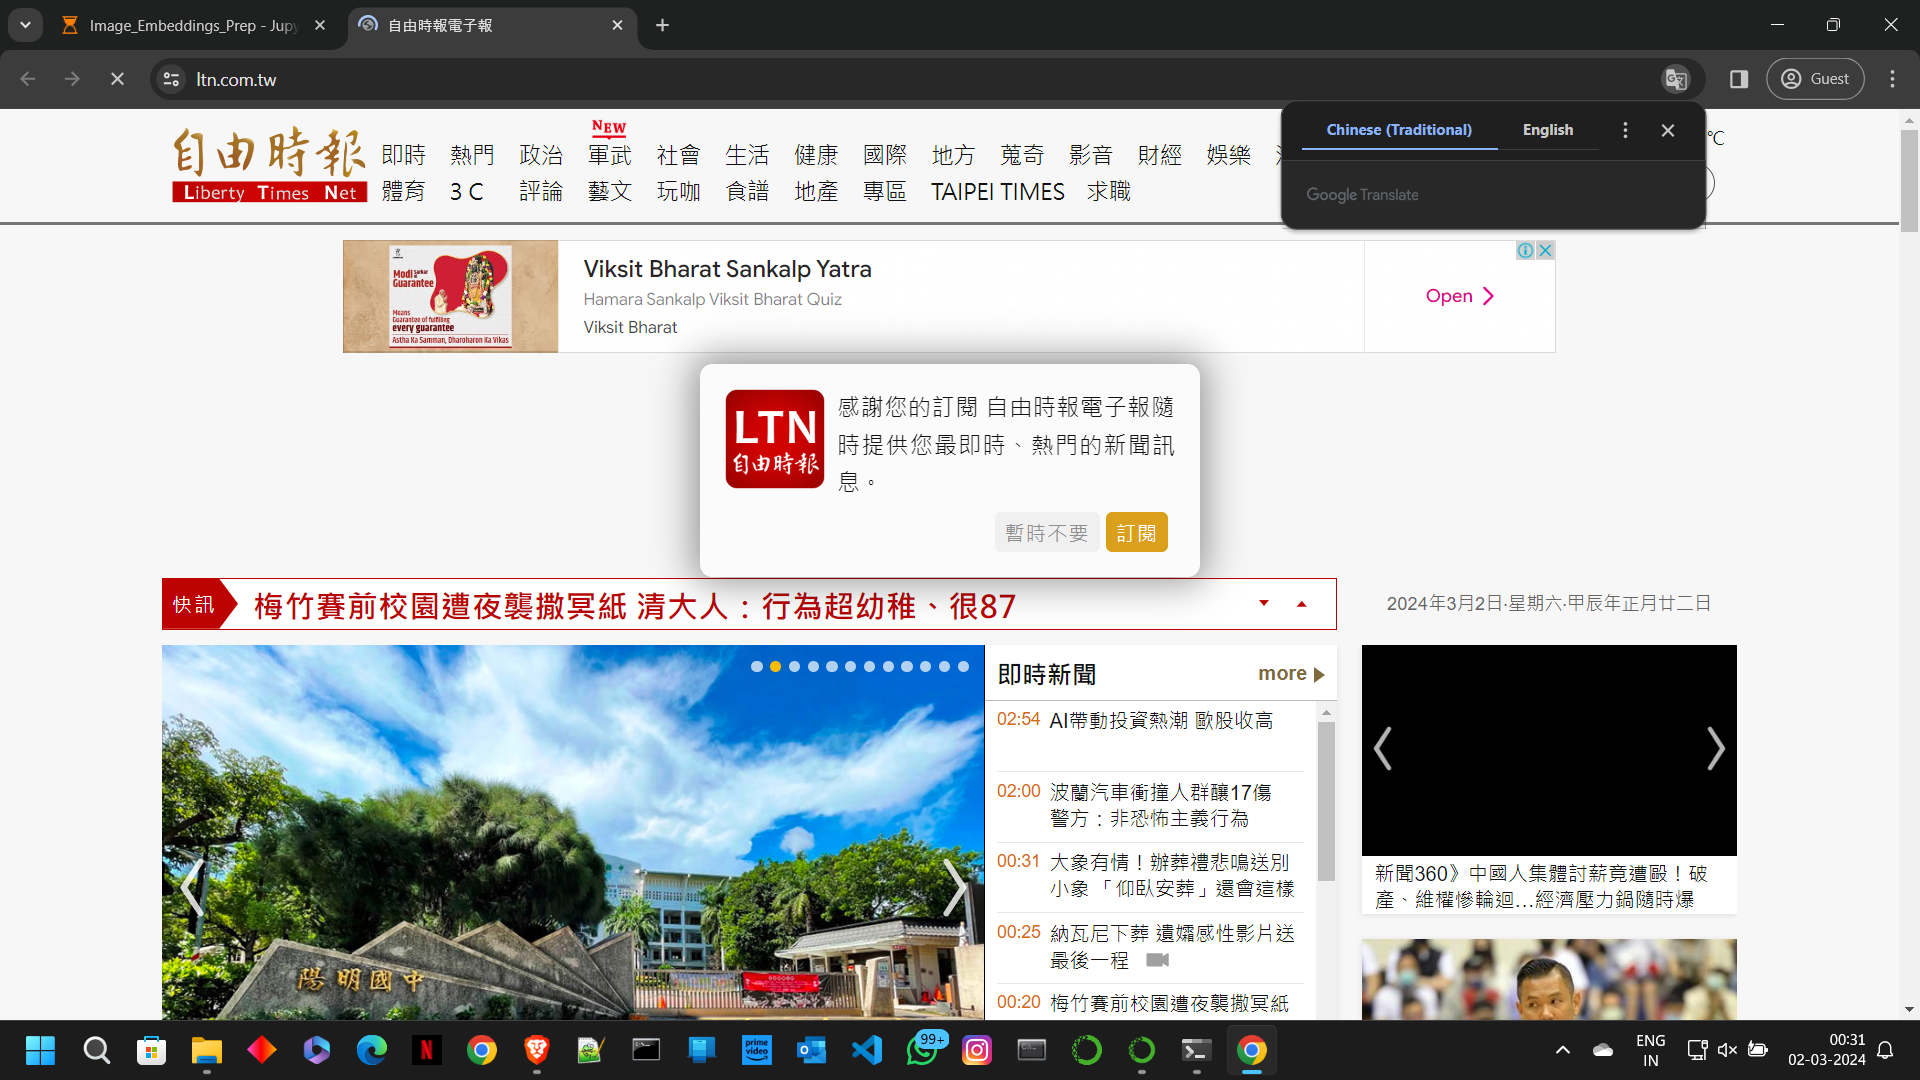 Image_Embeddings_Prep - Jupy
自由時報電子報
ltn.com.tw
Guest
Chinese (Traditional)
English
Google Translate
℃
自由時報
Liberty Times Net
NEW
即時 熱門 政治 軍武 社會 生活 健康 國際 地方 蒐奇 影音 財經 娛樂
體育 3 C 評論 藝文 玩咖 食譜 地產 專區 TAIPEI TIMES 求職
Modi Sarkar Ki
Guarantee
Means
Guarantee of fulfilling
every guarantee
Astha Ka Samman, Dharoharon Ka Vikas
Viksit Bharat Sankalp Yatra
Hamara Sankalp Viksit Bharat Quiz
Viksit Bharat
Open
LTN
自由時報
感謝您的訂閱 自由時報電子報隨
時提供您最即時、熱門的新聞訊
息。
暫時不要
訂閱
快訊
梅竹賽前校園遭夜襲撒冥紙 清大人：行為超幼稚、很87
2024年3月2日‧星期六‧甲辰年正月廿二日
陽明國中
即時新聞
more
02:54 AI帶動投資熱潮 歐股收高
02:00 波蘭汽車衝撞人群釀17傷
警方：非恐怖主義行為
00:31 大象有情！辦葬禮悲鳴送別
小象 「仰臥安葬」還會這樣
00:25 納瓦尼下葬 遺孀感性影片送
最後一程
00:20 梅竹賽前校園遭夜襲撒冥紙
新聞360》中國人集體討薪竟遭毆！破
產、維權慘輪迴...經濟壓力鍋隨時爆
prime video
99+
ENG
IN
00:31
02-03-2024